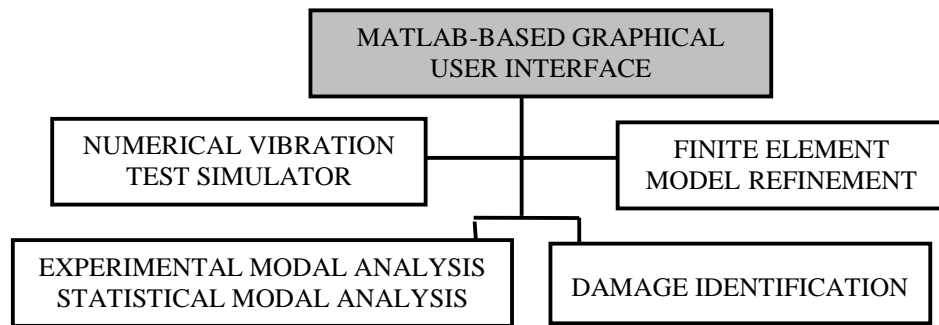 MATLAB-BASED GRAPHICAL
USER INTERFACE
NUMERICAL VIBRATION
TEST SIMULATOR
FINITE ELEMENT
MODEL REFINEMENT
EXPERIMENTAL MODAL ANALYSIS
STATISTICAL MODAL ANALYSIS
DAMAGE IDENTIFICATION